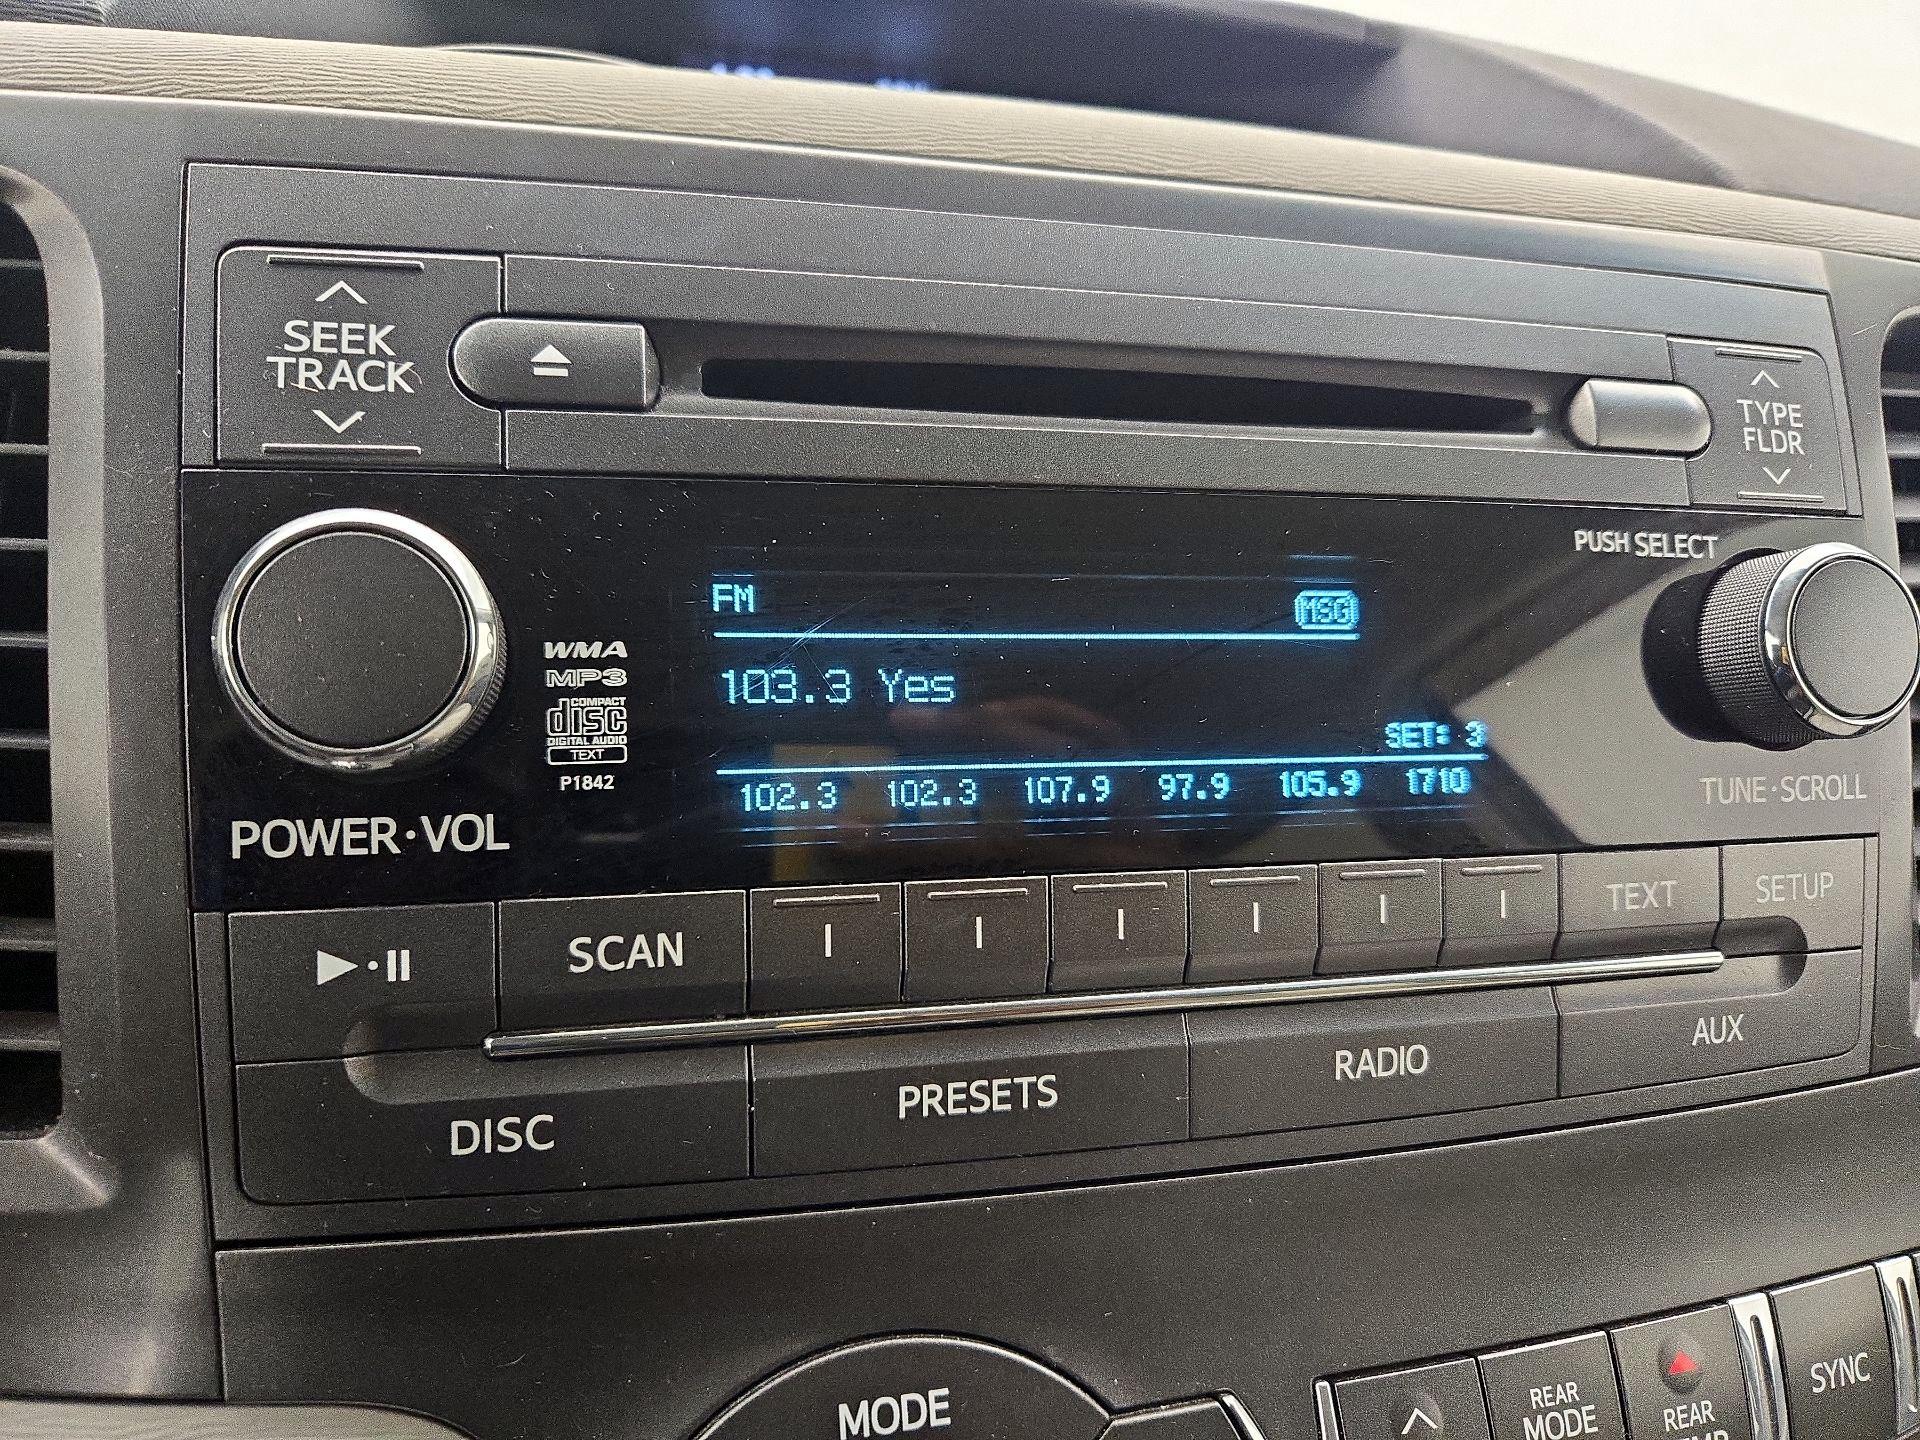 SEEK
TRACK
TYPE
FLDR
PUSH SELECT
FM MSG
103.3 Yes
SET: 3
102.3 102.3 107.9 97.9 105.9 1710
WMA
MP3
COMPACT
disc
DIGITAL AUDIO
TEXT
P1842
POWER·VOL
TUNE·SCROLL
SCAN
TEXT
SETUP
DISC
PRESETS
RADIO
AUX
MODE
REAR
MODE
REAR
SYNC